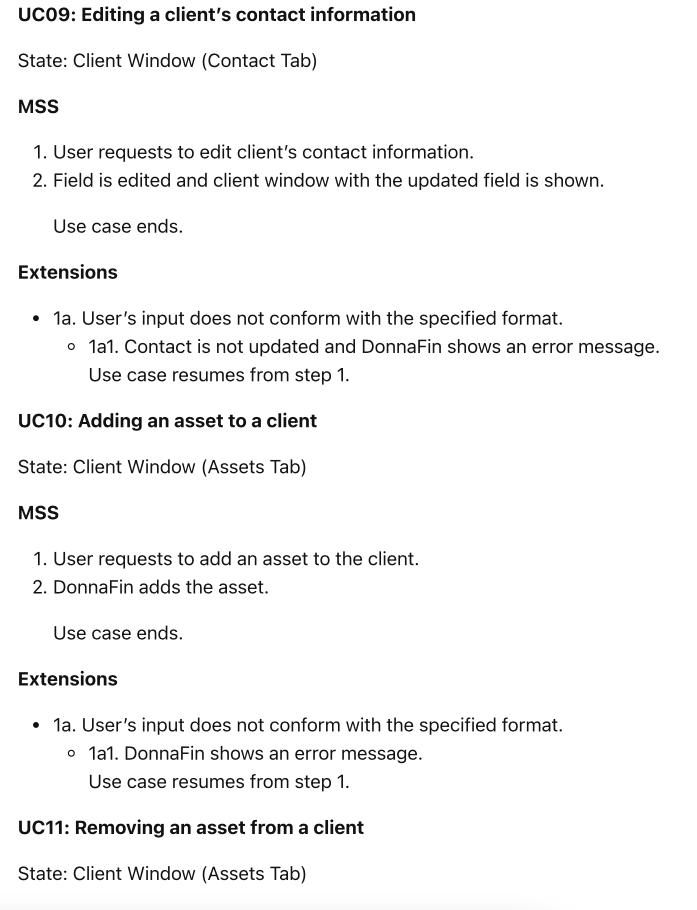 UC09: Editing a client’s contact information
State: Client Window (Contact Tab)
MSS
1. User requests to edit client’s contact information.
2. Field is edited and client window with the updated field is shown.
Use case ends.
Extensions
• 1a. User’s input does not conform with the specified format.
◦ 1a1. Contact is not updated and DonnaFin shows an error message.
Use case resumes from step 1.
UC10: Adding an asset to a client
State: Client Window (Assets Tab)
MSS
1. User requests to add an asset to the client.
2. DonnaFin adds the asset.
Use case ends.
Extensions
• 1a. User’s input does not conform with the specified format.
◦ 1a1. DonnaFin shows an error message.
Use case resumes from step 1.
UC11: Removing an asset from a client
State: Client Window (Assets Tab)